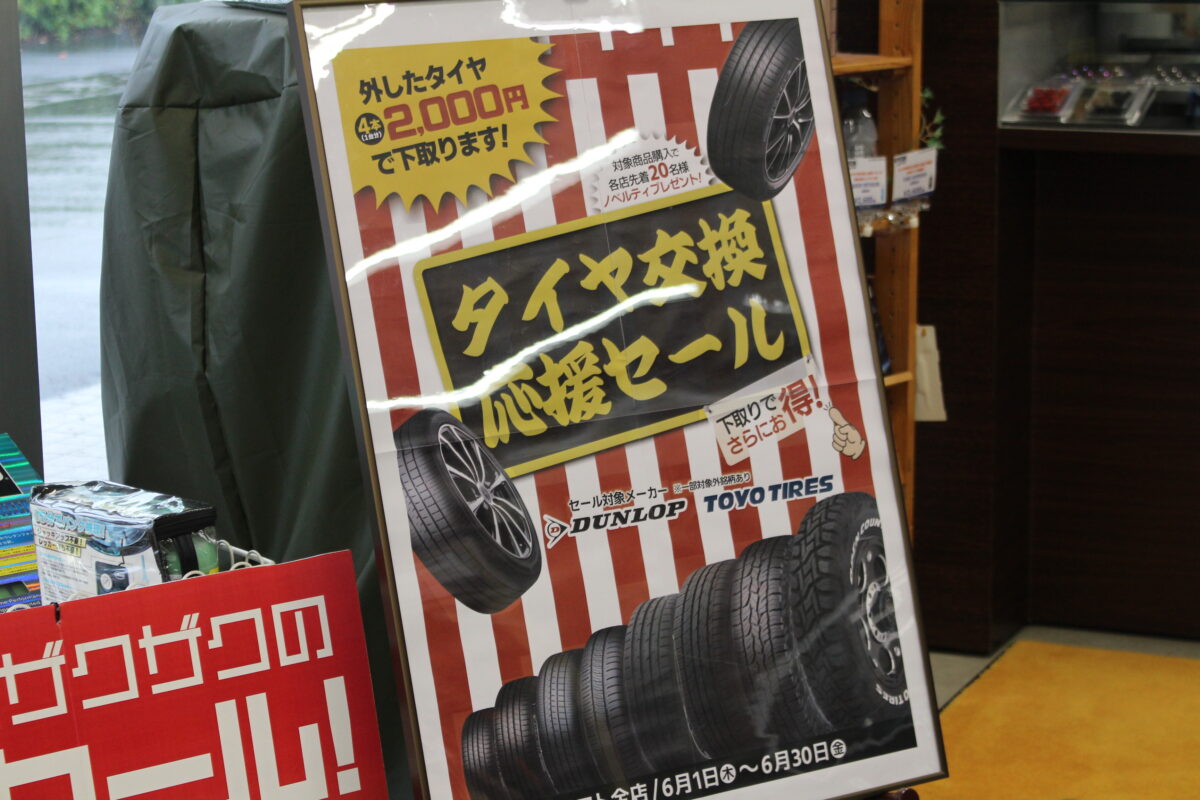 外したタイヤ
4本(1台分)2,000円
で下取ります!
対象商品購入で
各店先着20名様
ノベルティプレゼント!
タイヤ交換
応援セール
下取りで
さらにお得!
セール対象メーカー ※一部対象外銘柄あり
DUNLOP TOYO TIRES
全店/6月1日木~6月30日金
ガクガクの
ール!